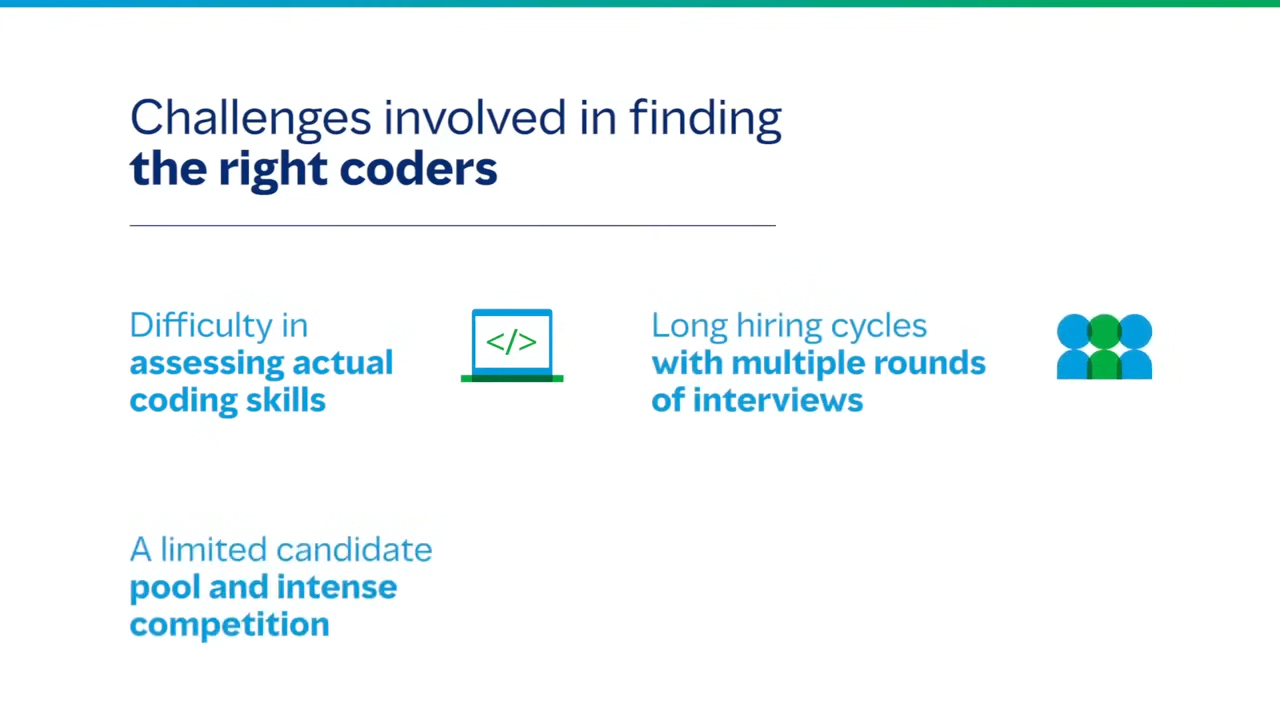 Challenges involved in finding
the right coders
Difficulty in
assessing actual
coding skills
</>
Long hiring cycles
with multiple rounds
of interviews
A limited candidate
pool and intense
competition